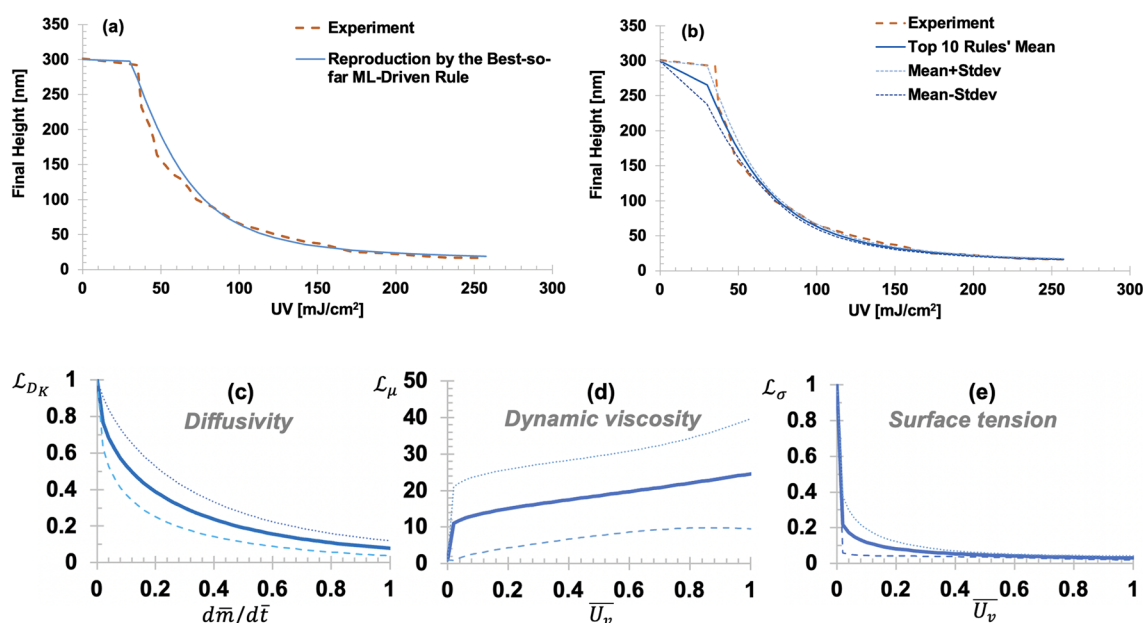 (a)
Experiment
Reproduction by the Best-so-
far ML-Driven Rule
Final Height [nm]
350
300
250
200
150
100
50
0
0 50 100 150 200 250 300
UV [mJ/cm²]
(b)
Experiment
Top 10 Rules' Mean
Mean+Stdev
Mean-Stdev
Final Height [nm]
350
300
250
200
150
100
50
0
0 50 100 150 200 250 300
UV [mJ/cm²]
(c)
Diffusivity
ℒ_{D_K}
1
0.8
0.6
0.4
0.2
0
0 0.2 0.4 0.6 0.8 1
dm̅/dt̅
(d)
Dynamic viscosity
ℒ_μ
50
40
30
20
10
0
0 0.2 0.4 0.6 0.8 1
U̅_v̅
(e)
Surface tension
ℒ_σ
1
0.8
0.6
0.4
0.2
0
0 0.2 0.4 0.6 0.8 1
U̅_v̅